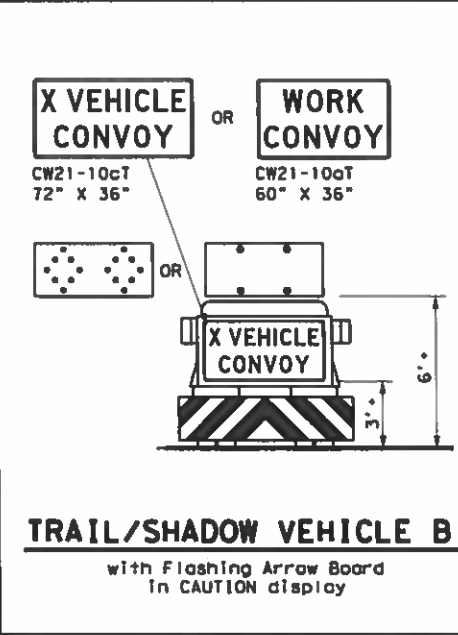 X VEHICLE
CONVOY
OR
WORK
CONVOY
CW21-10cT
72" X 36"
CW21-10aT
60" X 36"
OR
X VEHICLE
CONVOY
6'+
3'+
TRAIL/SHADOW VEHICLE B
with Flashing Arrow Board
in CAUTION display